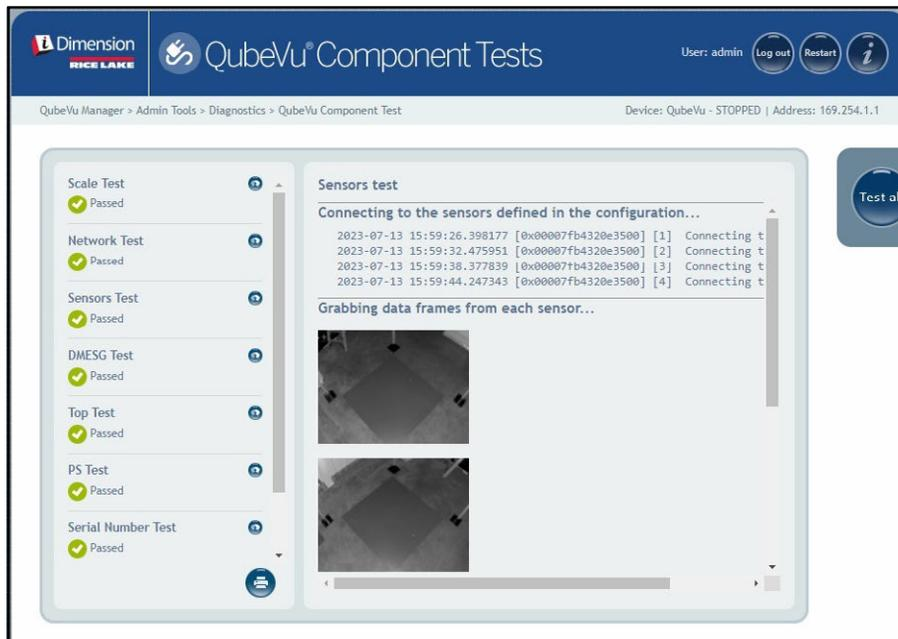 iDimension
RICE LAKE
QubeVu® Component Tests
User: admin
Log out
Restart
i
QubeVu Manager > Admin Tools > Diagnostics > QubeVu Component Test
Device: QubeVu - STOPPED | Address: 169.254.1.1
Scale Test
Passed
Network Test
Passed
Sensors Test
Passed
DMESG Test
Passed
Top Test
Passed
PS Test
Passed
Serial Number Test
Passed
Sensors test
Connecting to the sensors defined in the configuration...
2023-07-13 15:59:26.398177 [0x00007fb4320e3500] [1] Connecting t
2023-07-13 15:59:32.475951 [0x00007fb4320e3500] [2] Connecting t
2023-07-13 15:59:38.377839 [0x00007fb4320e3500] [3] Connecting t
2023-07-13 15:59:44.247343 [0x00007fb4320e3500] [4] Connecting t
Grabbing data frames from each sensor...
Test al